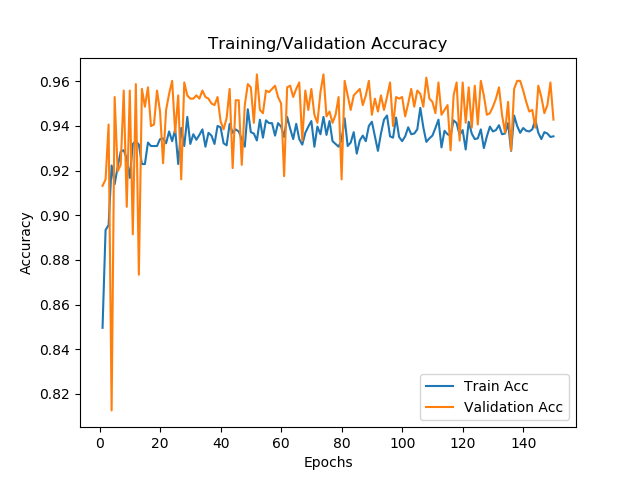 Training/Validation Accuracy
0.96
0.94
0.92
0.90
0.88
0.86
0.84
0.82
Accuracy
Train Acc
Validation Acc
0 20 40 60 80 100 120 140
Epochs